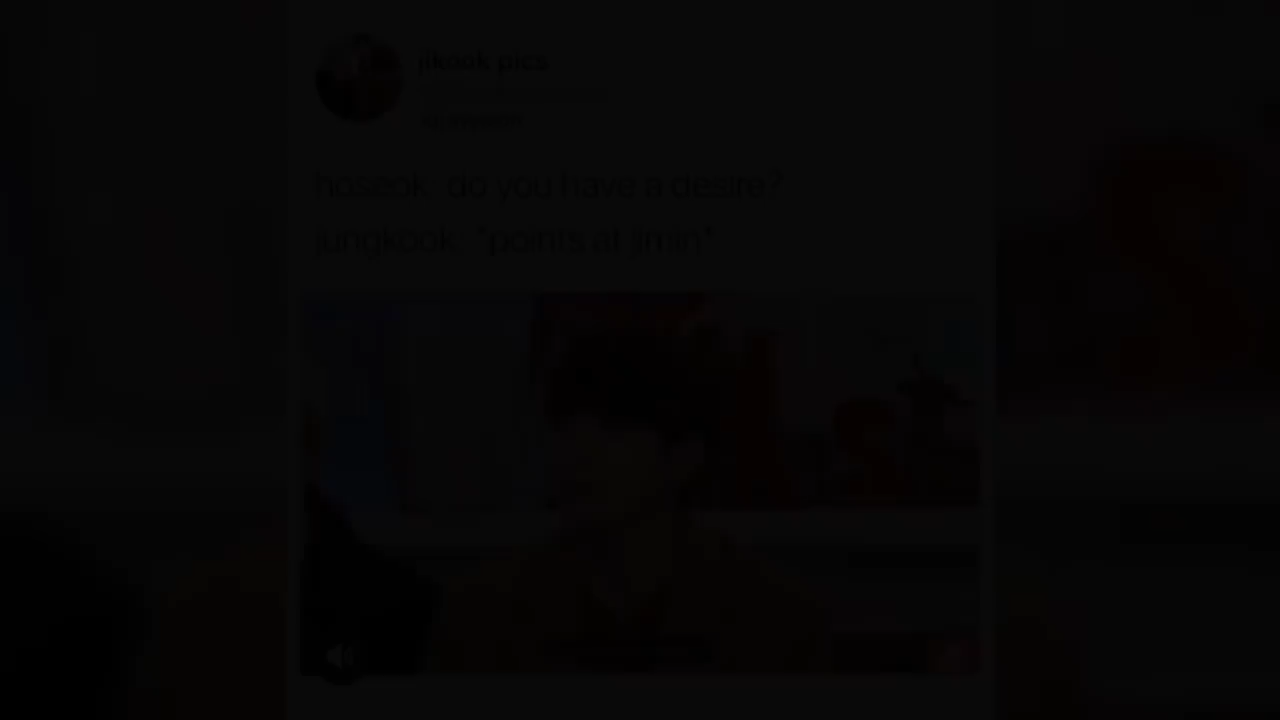 jikook pics
hoseok: do you have a desire?
jungkook: *points at jimin*